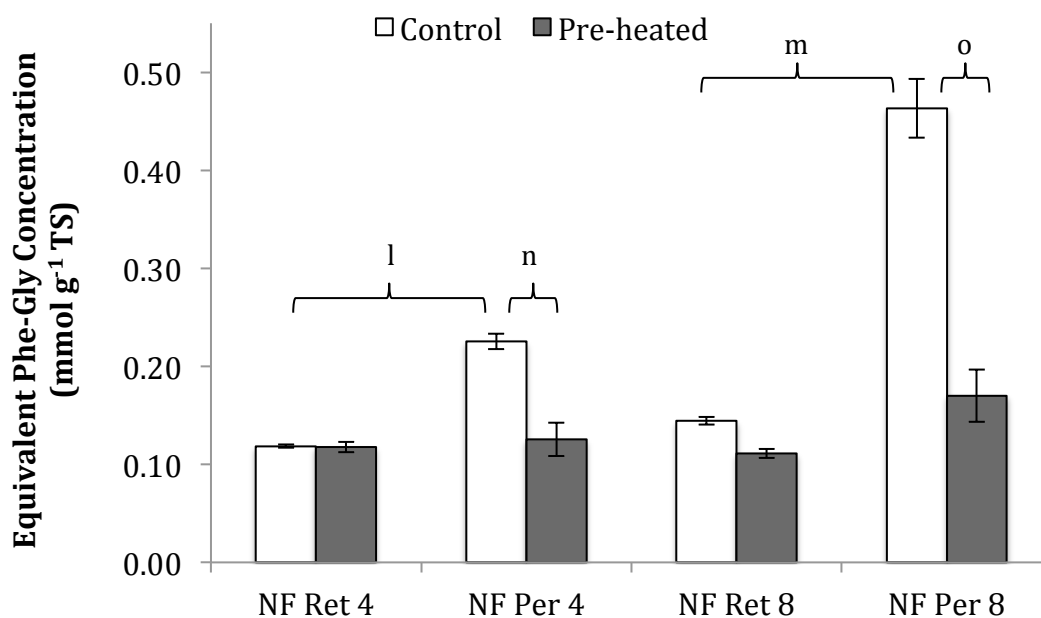 Equivalent Phe-Gly Concentration
(mmol g⁻¹ TS)
Control Pre-heated
m o
l n
0.50
0.40
0.30
0.20
0.10
0.00
NF Ret 4 NF Per 4 NF Ret 8 NF Per 8